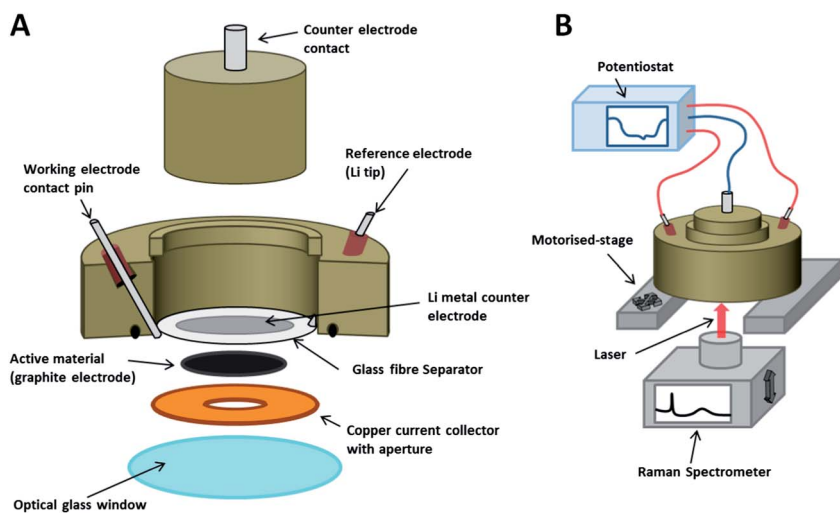 A
Counter electrode
contact
Working electrode
contact pin
Reference electrode
(Li tip)
Li metal counter
electrode
Active material
(graphite electrode)
Glass fibre Separator
Copper current collector
with aperture
Optical glass window
B
Potentiostat
Motorised-stage
Laser
Raman Spectrometer